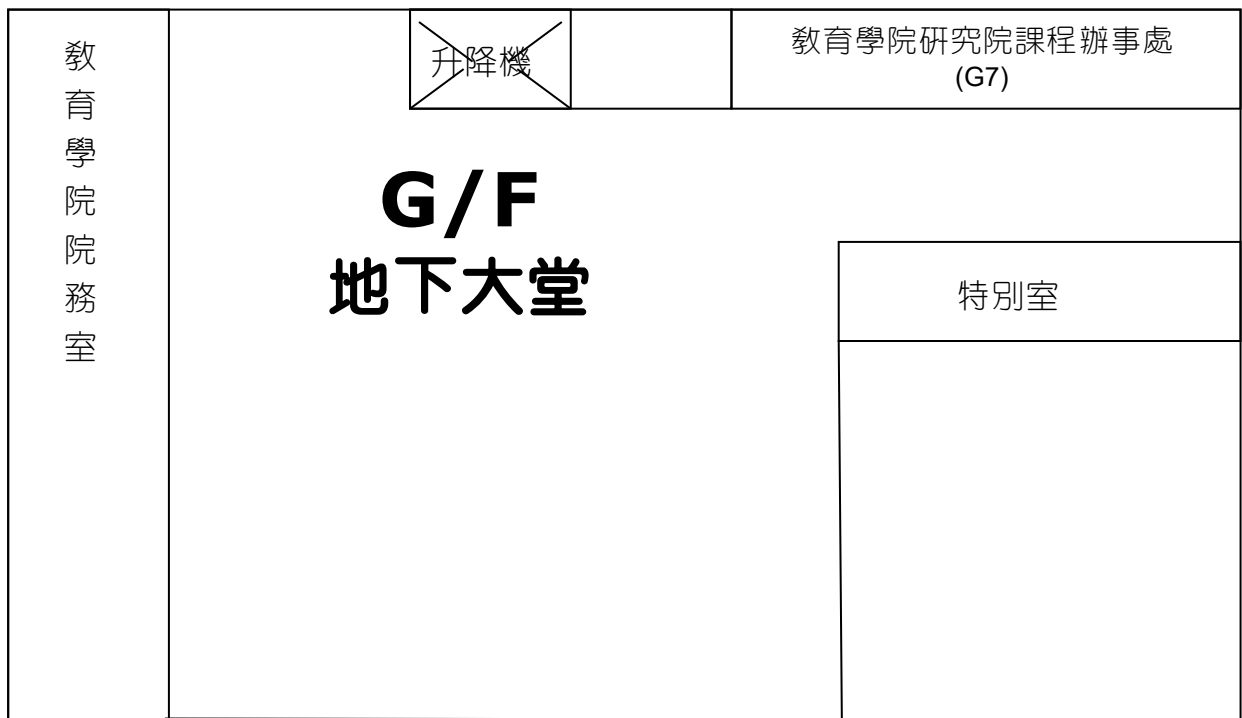 教育學院院務室
升降機
教育學院研究院課程辦事處
(G7)
G/F
地下大堂
特別室